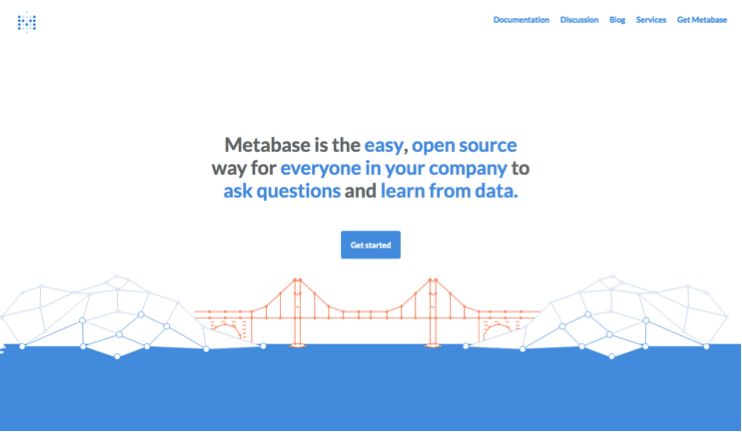 Documentation Discussion Blog Services Get Metabase
Metabase is the easy, open source
way for everyone in your company to
ask questions and learn from data.
Get started